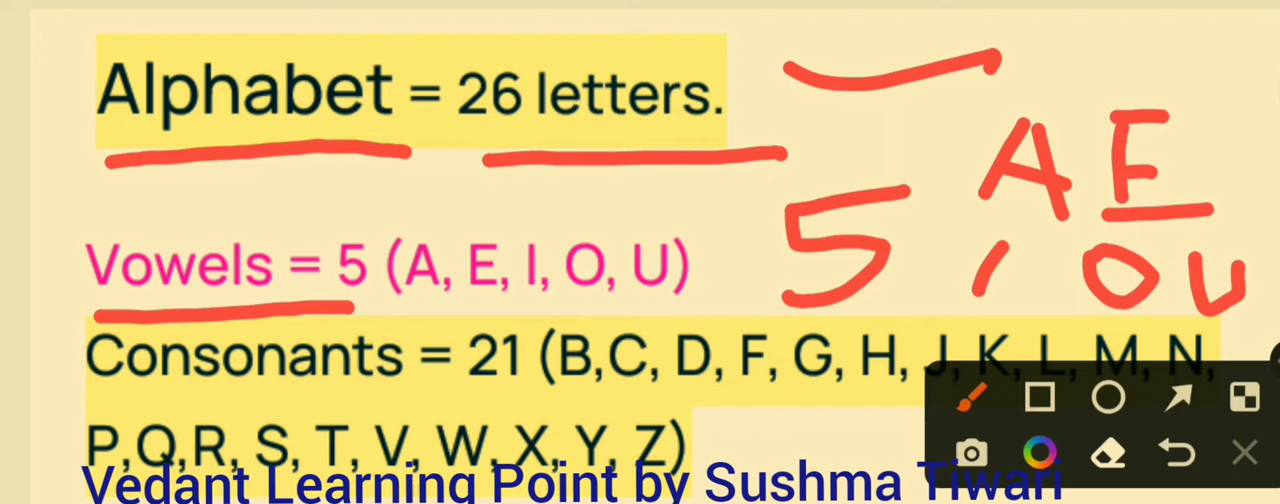 Alphabet = 26 letters.
A E
Vowels = 5 (A, E, I, O, U)
5 I O U
Consonants = 21 (B,C, D, F, G, H, J, K, L, M, N,
P,Q,R, S, T, V, W, X, Y, Z)
Vedant Learning Point by Sushma Tiwari